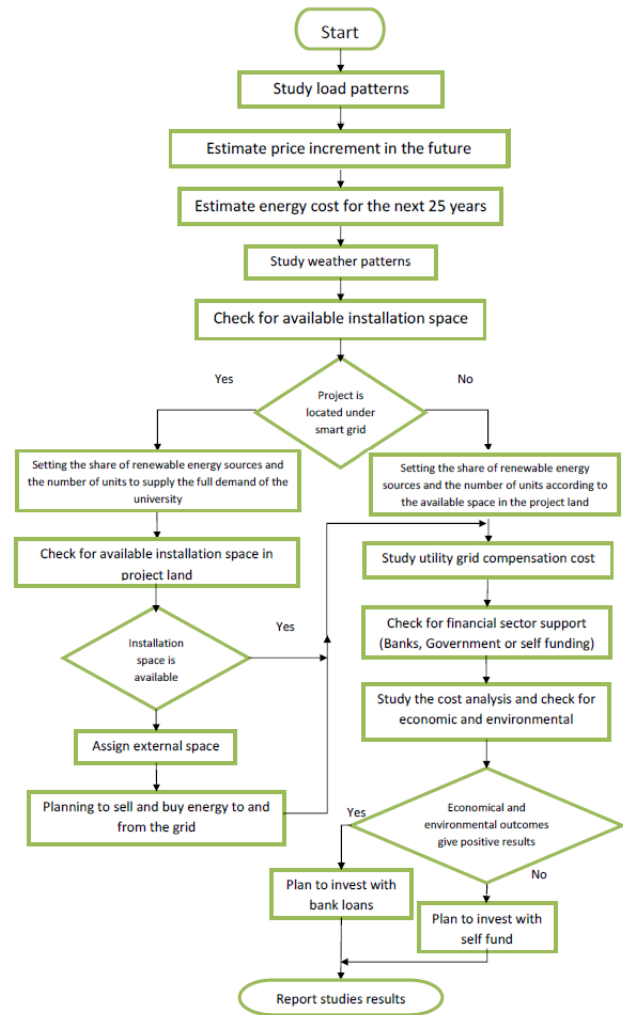 Start
Study load patterns
Estimate price increment in the future
Estimate energy cost for the next 25 years
Study weather patterns
Check for available installation space
Yes
No
Project is
located under
smart grid
Setting the share of renewable energy sources and
the number of units to supply the full demand of the
university
Setting the share of renewable energy
sources and the number of units according to
the available space in the project land
Check for available installation space in
project land
Study utility grid compensation cost
Installation
space is
available
Yes
Check for financial sector support
(Banks, Government or self funding)
Study the cost analysis and check for
economic and environmental
Assign external space
Planning to sell and buy energy to and
from the grid
Yes
Economical and
environmental outcomes
give positive results
No
Plan to invest with
bank loans
Plan to invest with
self fund
Report studies results